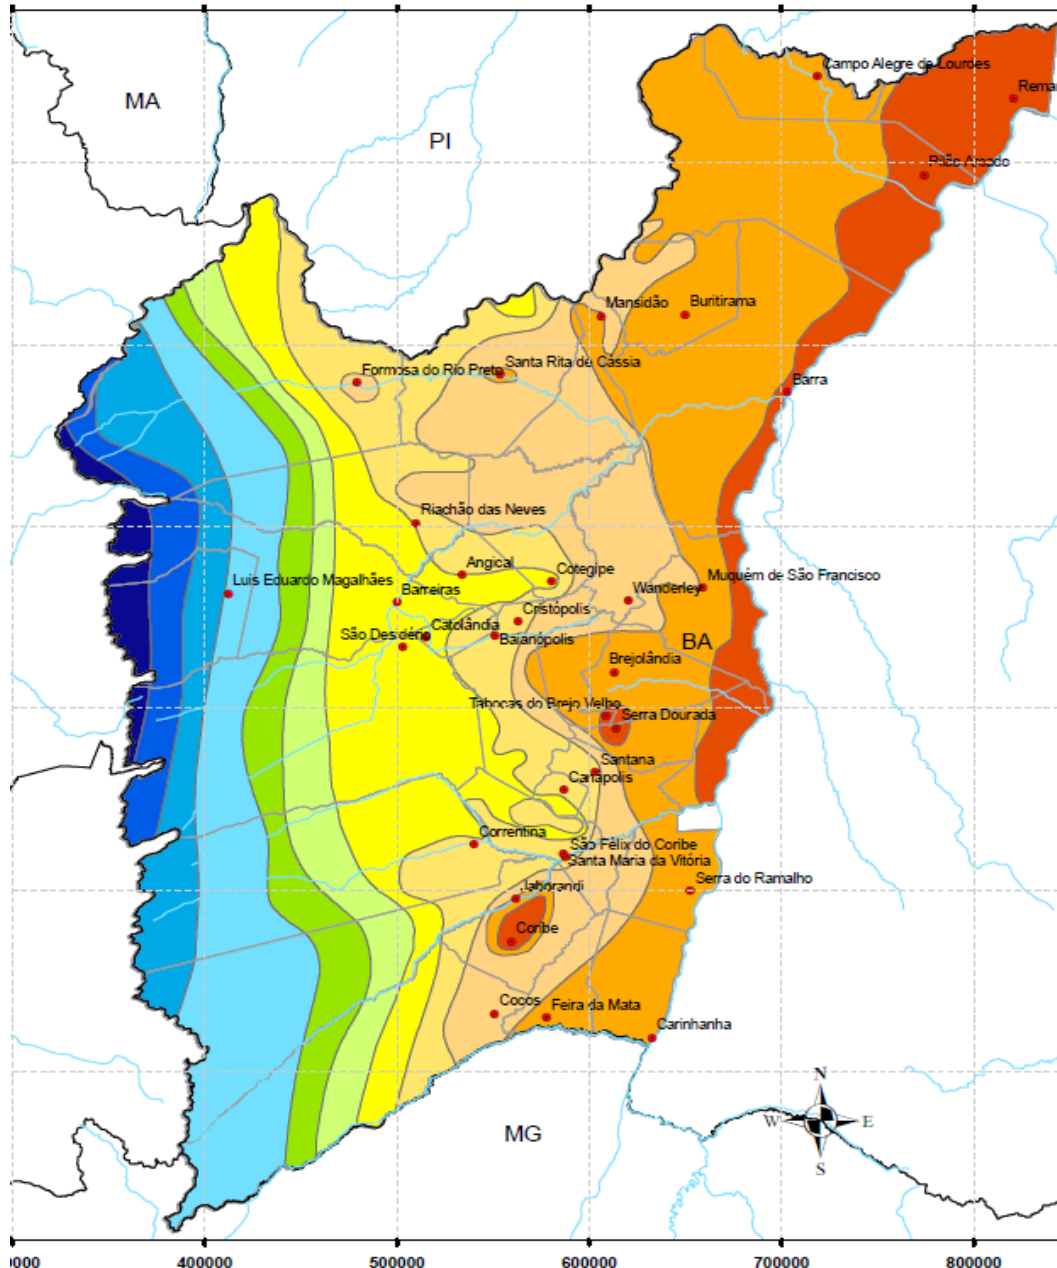 Campo Alegre de Lourdes
MA
PI
Pilão Arcado
Mansidão
Buritirama
Santa Rita de Cássia
Formosa do Rio Preto
Barra
Riachão das Neves
Angical
Cotegipe
Luis Eduardo Magalhães
Barreiras
Wanderley
Muquém de São Francisco
Cristópolis
Catolândia
São Desidério
Baianópolis
BA
Brejolândia
Tabocas do Brejo Velho
Serra Dourada
Santana
Canápolis
Correntina
São Félix do Coribe
Santa Maria da Vitória
Serra do Ramalho
Jaborandi
Coribe
Cocos
Feira da Mata
Carinhanha
N
W E
S
MG
400000 500000 600000 700000 800000